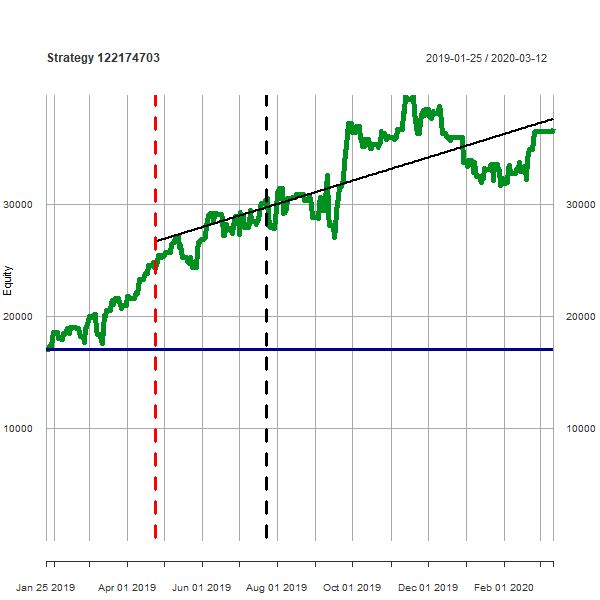 Strategy 122174703 2019-01-25 / 2020-03-12
30000 30000
Equity
20000 20000
10000 10000
Jan 25 2019 Apr 01 2019 Jun 01 2019 Aug 01 2019 Oct 01 2019 Dec 01 2019 Feb 01 2020